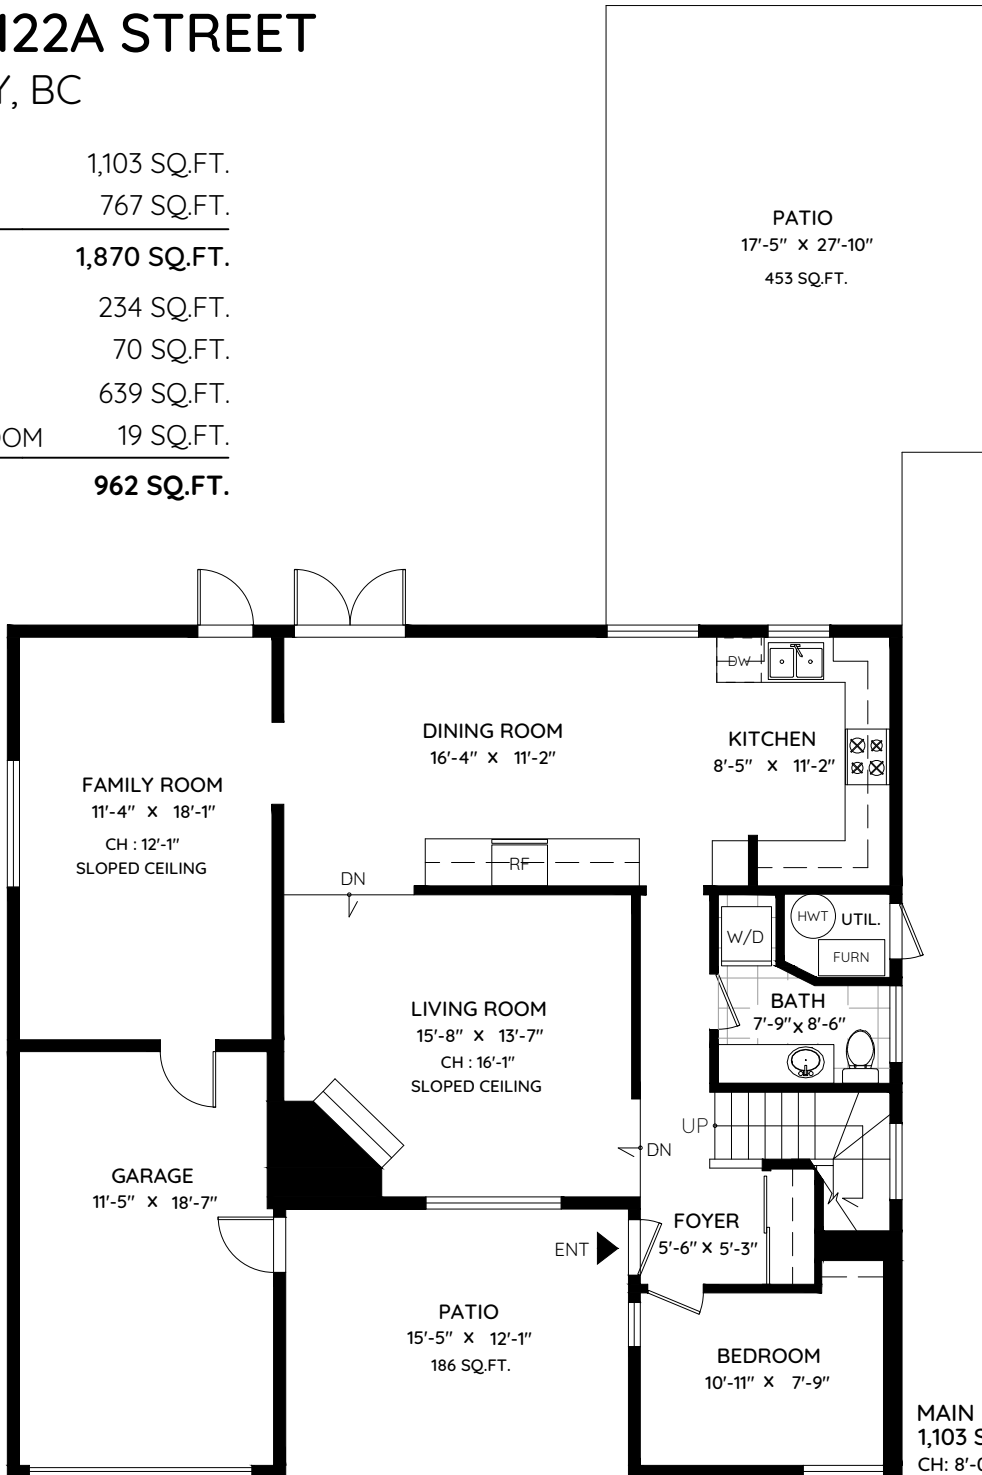 122A STREET
Y, BC
1,103 SQ.FT.
767 SQ.FT.
1,870 SQ.FT.
234 SQ.FT.
70 SQ.FT.
639 SQ.FT.
OOM 19 SQ.FT.
962 SQ.FT.
PATIO
17'-5" X 27'-10"
453 SQ.FT.
DW
DINING ROOM
16'-4" X 11'-2"
KITCHEN
8'-5" X 11'-2"
FAMILY ROOM
11'-4" X 18'-1"
CH : 12'-1"
SLOPED CEILING
RF
DN
HWT
UTIL.
W/D
FURN
LIVING ROOM
15'-8" X 13'-7"
CH : 16'-1"
SLOPED CEILING
BATH
7'-9" X 8'-6"
UP
DN
GARAGE
11'-5" X 18'-7"
FOYER
5'-6" X 5'-3"
ENT
PATIO
15'-5" X 12'-1"
186 SQ.FT.
BEDROOM
10'-11" X 7'-9"
MAIN
1,103 S
CH: 8'-0